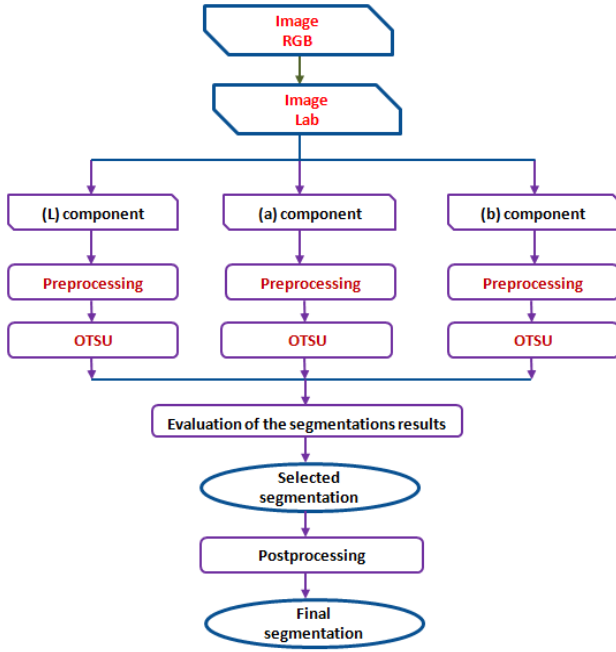 Image
RGB
Image
Lab
(L) component
(a) component
(b) component
Preprocessing
Preprocessing
Preprocessing
OTSU
OTSU
OTSU
Evaluation of the segmentations results
Selected
segmentation
Postprocessing
Final
segmentation